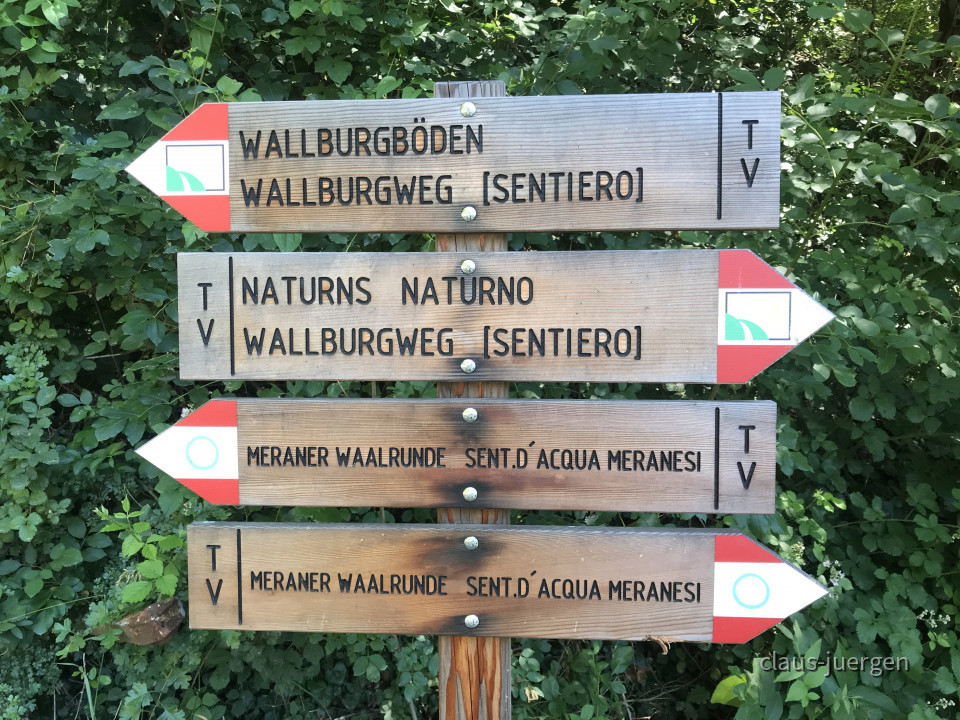 WALLBURGBÖDEN
WALLBURGWEG [SENTIERO]
T
V
T
V
NATURNS NATURNO
WALLBURGWEG [SENTIERO]
MERANER WAALRUNDE SENT.D´ACQUA MERANESI
T
V
T
V
MERANER WAALRUNDE SENT.D´ACQUA MERANESI
claus-juergen